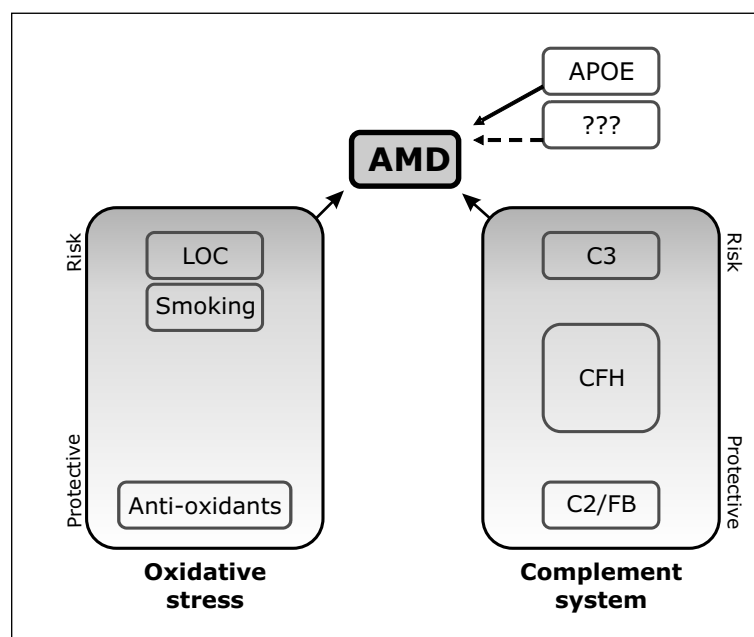 APOE
???
AMD
Risk
LOC
Smoking
Protective
Anti-oxidants
Oxidative
stress
C3
Risk
CFH
Protective
C2/FB
Complement
system